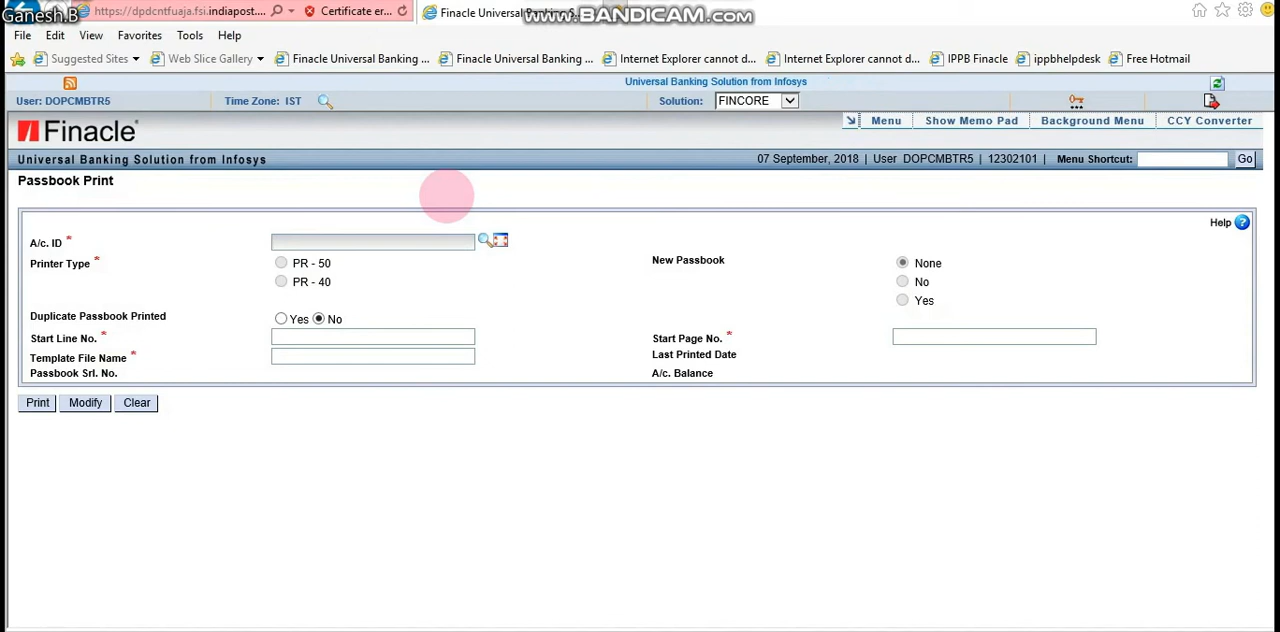 Ganesh.B
https://dpdcntfuaja.fsi.indiapost....
Certificate er...
Finacle Universal Banking S
www.BANDICAM.com
File Edit View Favorites Tools Help
Suggested Sites Web Slice Gallery Finacle Universal Banking ... Finacle Universal Banking ... Internet Explorer cannot d... Internet Explorer cannot d... IPPB Finacle ippbhelpdesk Free Hotmail
Universal Banking Solution from Infosys
User: DOPCMBTR5 Time Zone: IST Solution: FINCORE
Finacle
Menu Show Memo Pad Background Menu CCY Converter
Universal Banking Solution from Infosys 07 September, 2018 | User DOPCMBTR5 | 12302101 | Menu Shortcut: Go
Passbook Print
Help ?
A/c. ID *
Printer Type * PR - 50 New Passbook None
PR - 40 No
Yes
Duplicate Passbook Printed Yes No
Start Line No. * Start Page No. *
Template File Name * Last Printed Date
Passbook Srl. No. A/c. Balance
Print Modify Clear